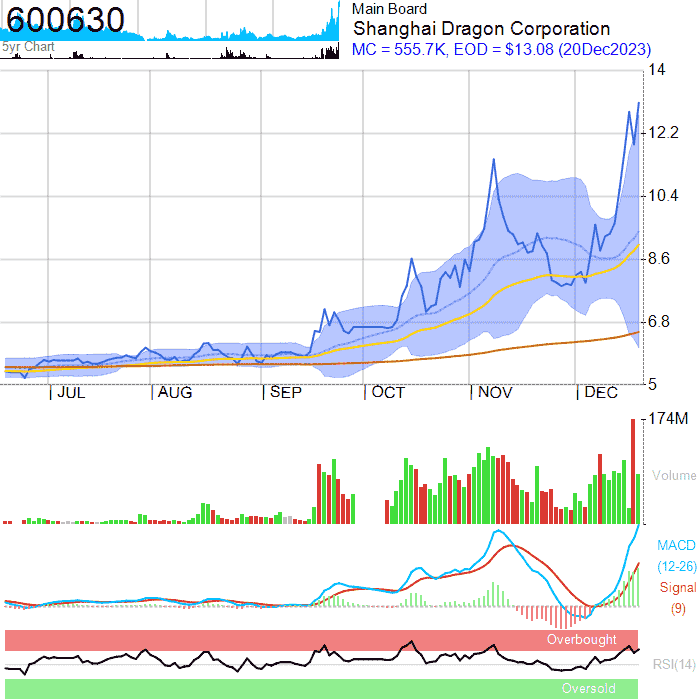 600630
5yr Chart
Main Board
Shanghai Dragon Corporation
MC = 555.7K, EOD = $13.08 (20Dec2023)
14
12.2
10.4
8.6
6.8
5
| JUL | AUG | SEP | OCT | NOV | DEC
174M
Volume
MACD
(12-26)
Signal
(9)
Overbought
RSI(14)
Oversold